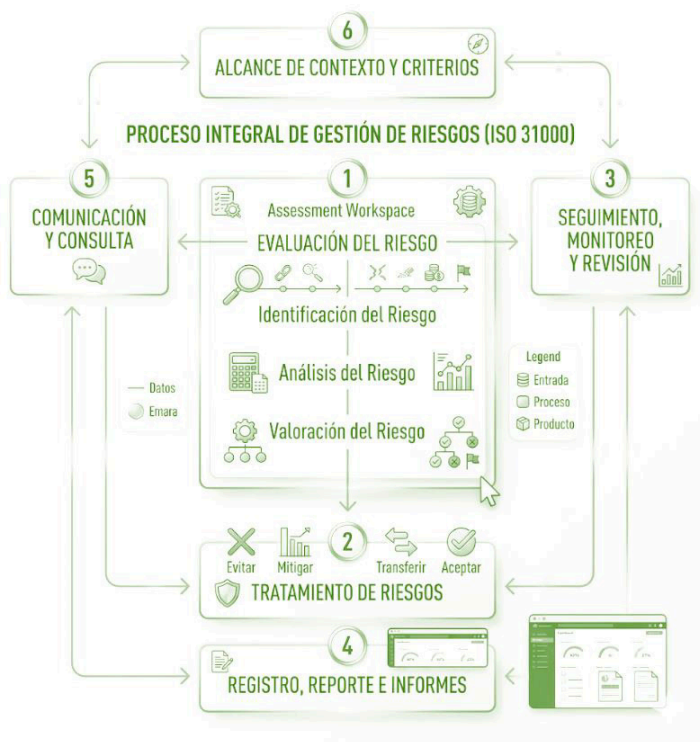 6
ALCANCE DE CONTEXTO Y CRITERIOS
PROCESO INTEGRAL DE GESTIÓN DE RIESGOS (ISO 31000)
5
COMUNICACIÓN
Y CONSULTA
1
Assessment Workspace
EVALUACIÓN DEL RIESGO
Identificación del Riesgo
Análisis del Riesgo
Valoración del Riesgo
3
SEGUIMIENTO,
MONITOREO
Y REVISIÓN
Datos
Emara
Legend
Entrada
Proceso
Producto
2
Evitar
Mitigar
Transferir
Aceptar
TRATAMIENTO DE RIESGOS
4
REGISTRO, REPORTE E INFORMES